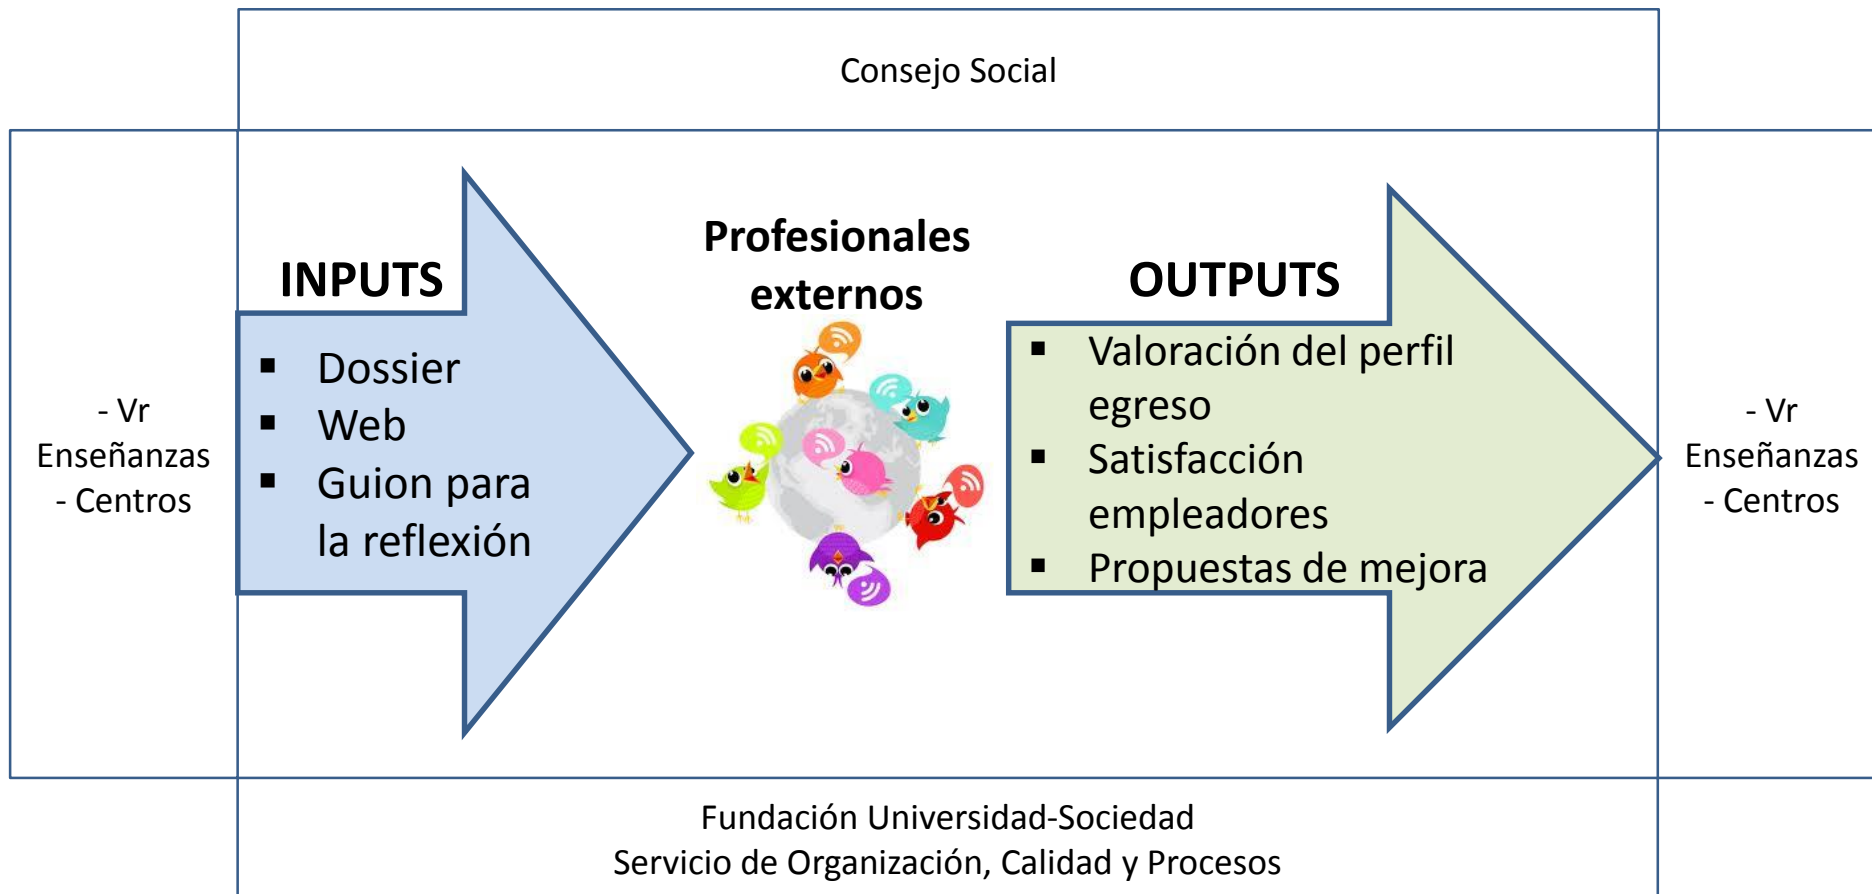 Consejo Social
- Vr
Enseñanzas
- Centros
INPUTS
▪ Dossier
▪ Web
▪ Guion para
la reflexión
Profesionales
externos
OUTPUTS
▪ Valoración del perfil
egreso
▪ Satisfacción
empleadores
▪ Propuestas de mejora
- Vr
Enseñanzas
- Centros
Fundación Universidad-Sociedad
Servicio de Organización, Calidad y Procesos